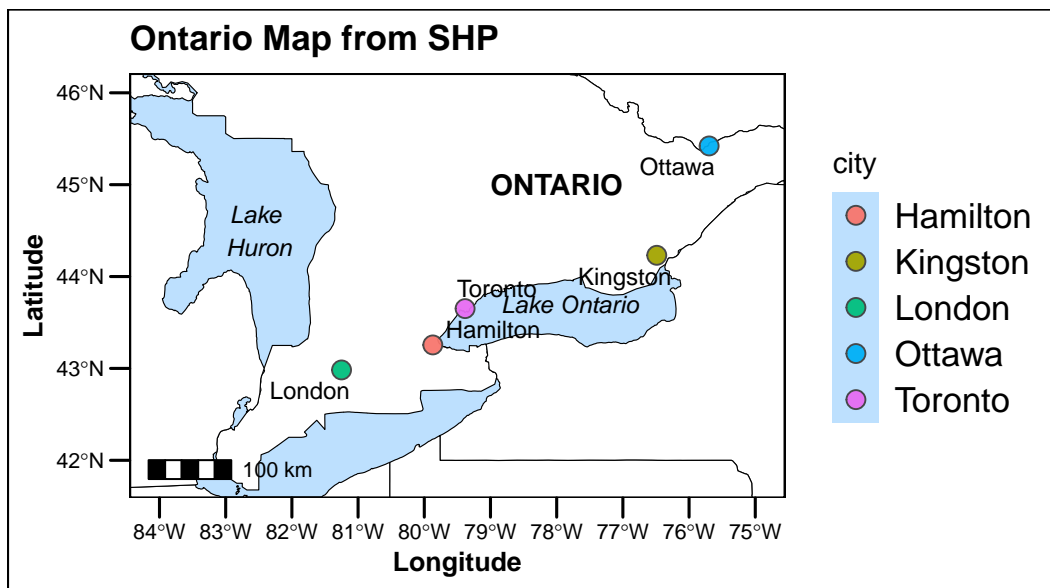 Ontario Map from SHP
46°N
45°N
44°N
43°N
42°N
Latitude
Lake
Huron
ONTARIO
Ottawa
Kingston
Toronto
Lake Ontario
Hamilton
London
100 km
84°W 83°W 82°W 81°W 80°W 79°W 78°W 77°W 76°W 75°W
Longitude
city
Hamilton
Kingston
London
Ottawa
Toronto